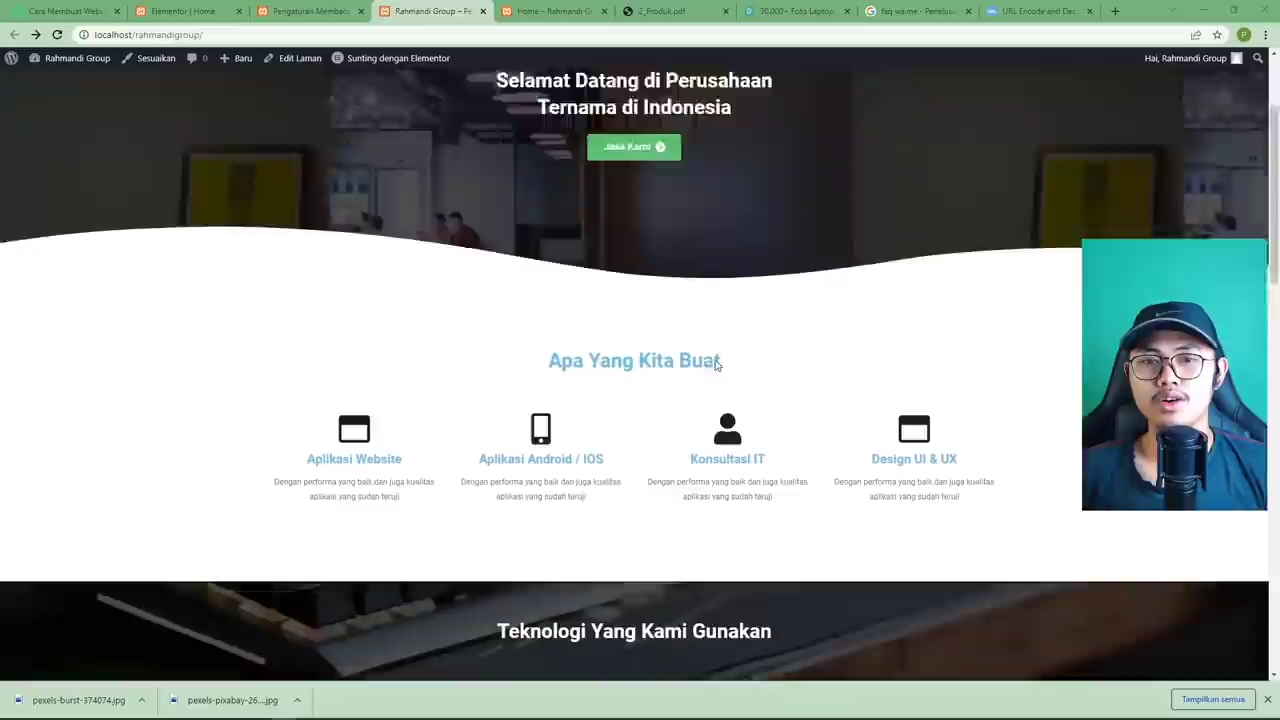 Cara Membuat Webs
Elementor | Home
Pengaturan Membac
Rahmandi Group – Pe
Home – Rahmandi G
2_Produk.pdf
30.000+ Foto Laptop
faq wa.me - Penelus
URL Encode and Dec
localhost/rahmandigroup/
P
Rahmandi Group
Sesuaikan
0
Baru
Edit Laman
Sunting dengan Elementor
Hai, Rahmandi Group
Selamat Datang di Perusahaan
Ternama di Indonesia
Jasa Kami
Apa Yang Kita Buat
Aplikasi Website
Aplikasi Android / IOS
Konsultasi IT
Design UI & UX
Dengan performa yang baik dan juga kualitas
aplikasi yang sudah teruji
Dengan performa yang baik dan juga kualitas
aplikasi yang sudah teruji
Dengan performa yang baik dan juga kualitas
aplikasi yang sudah teruji
Dengan performa yang baik dan juga kualitas
aplikasi yang sudah teruji
Teknologi Yang Kami Gunakan
pexels-burst-374074.jpg
pexels-pixabay-26....jpg
Tampilkan semua